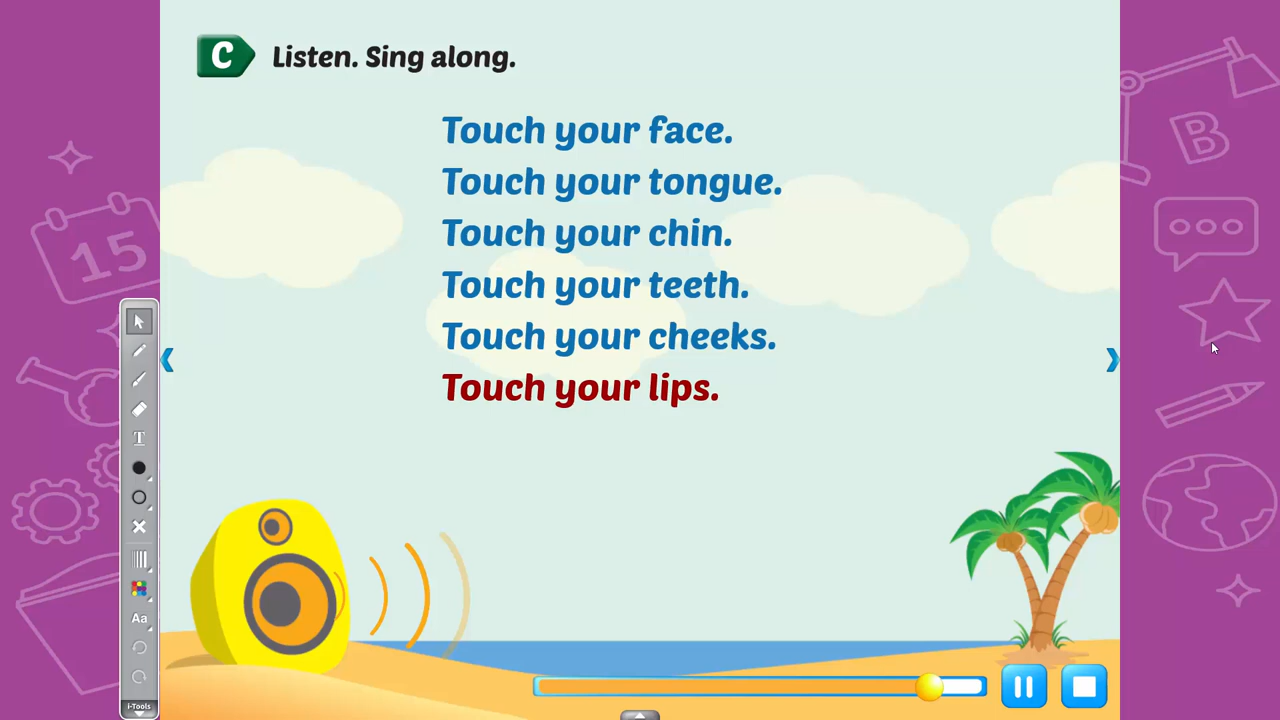 C Listen. Sing along.
Touch your face.
Touch your tongue.
Touch your chin.
Touch your teeth.
Touch your cheeks.
Touch your lips.
15
B
T
Aa
i-Tools